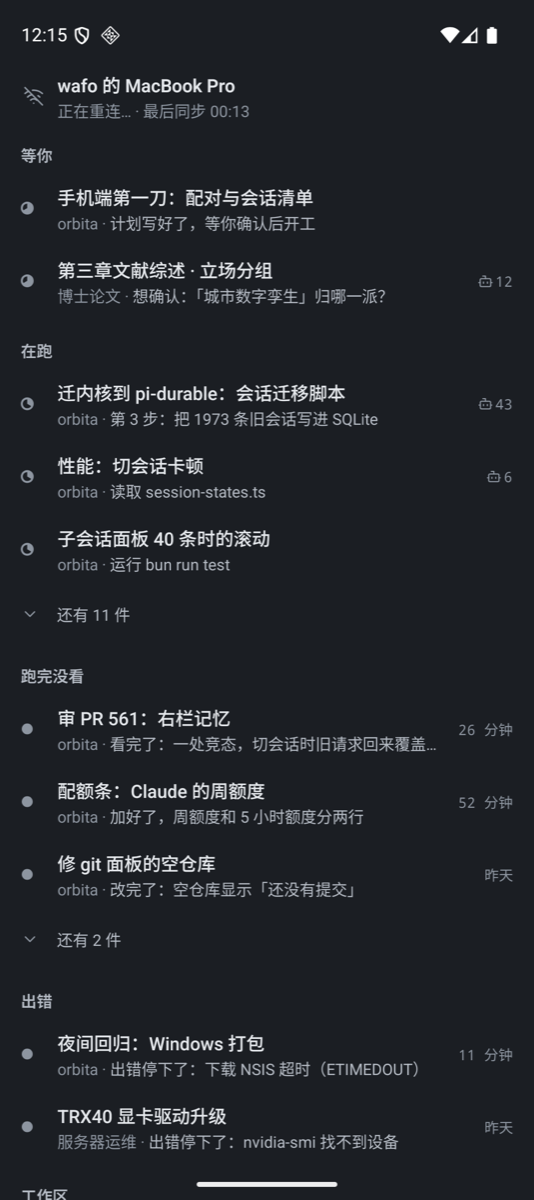 12:15
wafo 的 MacBook Pro
正在重连… · 最后同步 00:13
等你
手机端第一刀：配对与会话清单
orbita · 计划写好了，等你确认后开工
第三章文献综述 · 立场分组
12
博士论文 · 想确认：「城市数字孪生」归哪一派？
在跑
迁内核到 pi-durable：会话迁移脚本
43
orbita · 第 3 步：把 1973 条旧会话写进 SQLite
性能：切会话卡顿
6
orbita · 读取 session-states.ts
子会话面板 40 条时的滚动
orbita · 运行 bun run test
还有 11 件
跑完没看
审 PR 561：右栏记忆
26 分钟
orbita · 看完了：一处竞态，切会话时旧请求回来覆盖…
配额条：Claude 的周额度
52 分钟
orbita · 加好了，周额度和 5 小时额度分两行
修 git 面板的空仓库
昨天
orbita · 改完了：空仓库显示「还没有提交」
还有 2 件
出错
夜间回归：Windows 打包
11 分钟
orbita · 出错停下了：下载 NSIS 超时（ETIMEDOUT）
TRX40 显卡驱动升级
昨天
服务器运维 · 出错停下了：nvidia-smi 找不到设备
工作区